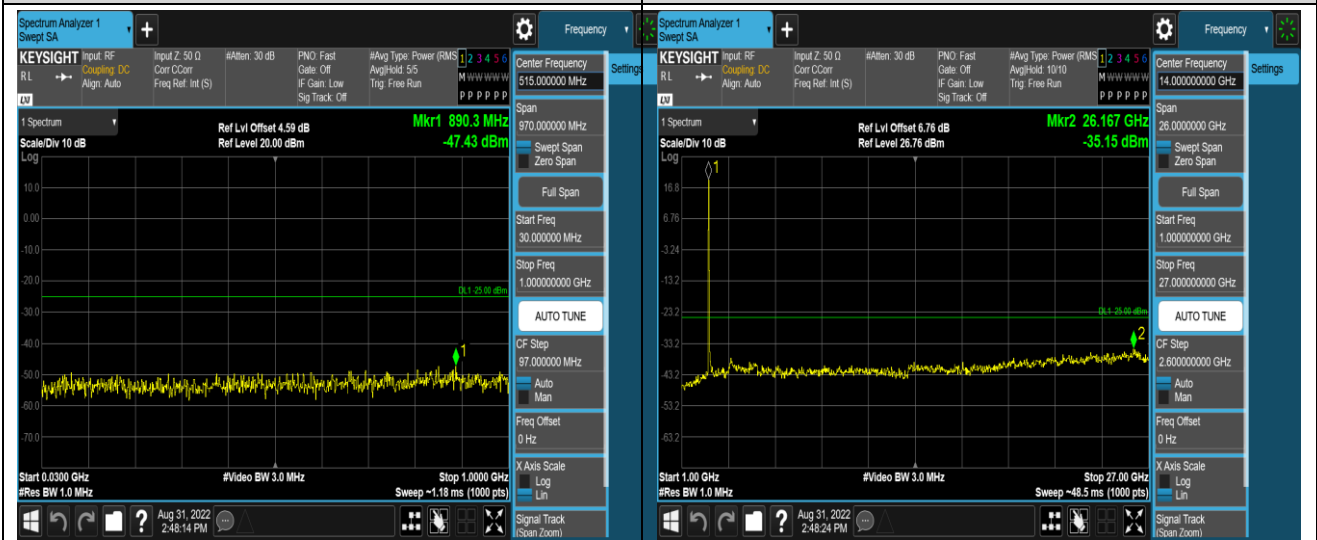 Spectrum Analyzer 1
Swept SA
Frequency
Settings
KEYSIGHT
Input: RF
Input Z: 50 Ω
#Atten: 30 dB
PNO: Fast
#Avg Type: Power (RMS
1 2 3 4 5 6
R L
Coupling: DC
Corr CCorr
Gate: Off
Avg|Hold: 5/5
M W W W W W
Align: Auto
Freq Ref: Int (S)
IF Gain: Low
Trig: Free Run
LXI
Sig Track: Off
P P P P P P
1 Spectrum
Ref Lvl Offset 4.59 dB
Mkr1 890.3 MHz
Scale/Div 10 dB
Ref Level 20.00 dBm
-47.43 dBm
Log
10.0
0.00
-10.0
-20.0
DL1 -25.00 dBm
-30.0
-40.0
1
-50.0
-60.0
-70.0
Start 0.0300 GHz
#Video BW 3.0 MHz
Stop 1.0000 GHz
#Res BW 1.0 MHz
Sweep ~1.18 ms (1000 pts)
Center Frequency
515.000000 MHz
Span
970.000000 MHz
Swept Span
Zero Span
Full Span
Start Freq
30.000000 MHz
Stop Freq
1.000000000 GHz
AUTO TUNE
CF Step
97.000000 MHz
Auto
Man
Freq Offset
0 Hz
X Axis Scale
Log
Lin
Signal Track
(Span Zoom)
Aug 31, 2022
2:48:14 PM
Spectrum Analyzer 1
Swept SA
Frequency
Settings
KEYSIGHT
Input: RF
Input Z: 50 Ω
#Atten: 30 dB
PNO: Fast
#Avg Type: Power (RMS
1 2 3 4 5 6
R L
Coupling: DC
Corr CCorr
Gate: Off
Avg|Hold: 10/10
M W W W W W
Align: Auto
Freq Ref: Int (S)
IF Gain: Low
Trig: Free Run
LXI
Sig Track: Off
P P P P P P
1 Spectrum
Ref Lvl Offset 6.76 dB
Mkr2 26.167 GHz
Scale/Div 10 dB
Ref Level 26.76 dBm
-35.15 dBm
Log
1
16.8
6.76
-3.24
-13.2
-23.2
DL1 -25.00 dBm
-33.2
2
-43.2
-53.2
-63.2
Start 1.00 GHz
#Video BW 3.0 MHz
Stop 27.00 GHz
#Res BW 1.0 MHz
Sweep ~48.5 ms (1000 pts)
Center Frequency
14.000000000 GHz
Span
26.0000000 GHz
Swept Span
Zero Span
Full Span
Start Freq
1.000000000 GHz
Stop Freq
27.000000000 GHz
AUTO TUNE
CF Step
2.600000000 GHz
Auto
Man
Freq Offset
0 Hz
X Axis Scale
Log
Lin
Signal Track
(Span Zoom)
Aug 31, 2022
2:48:24 PM